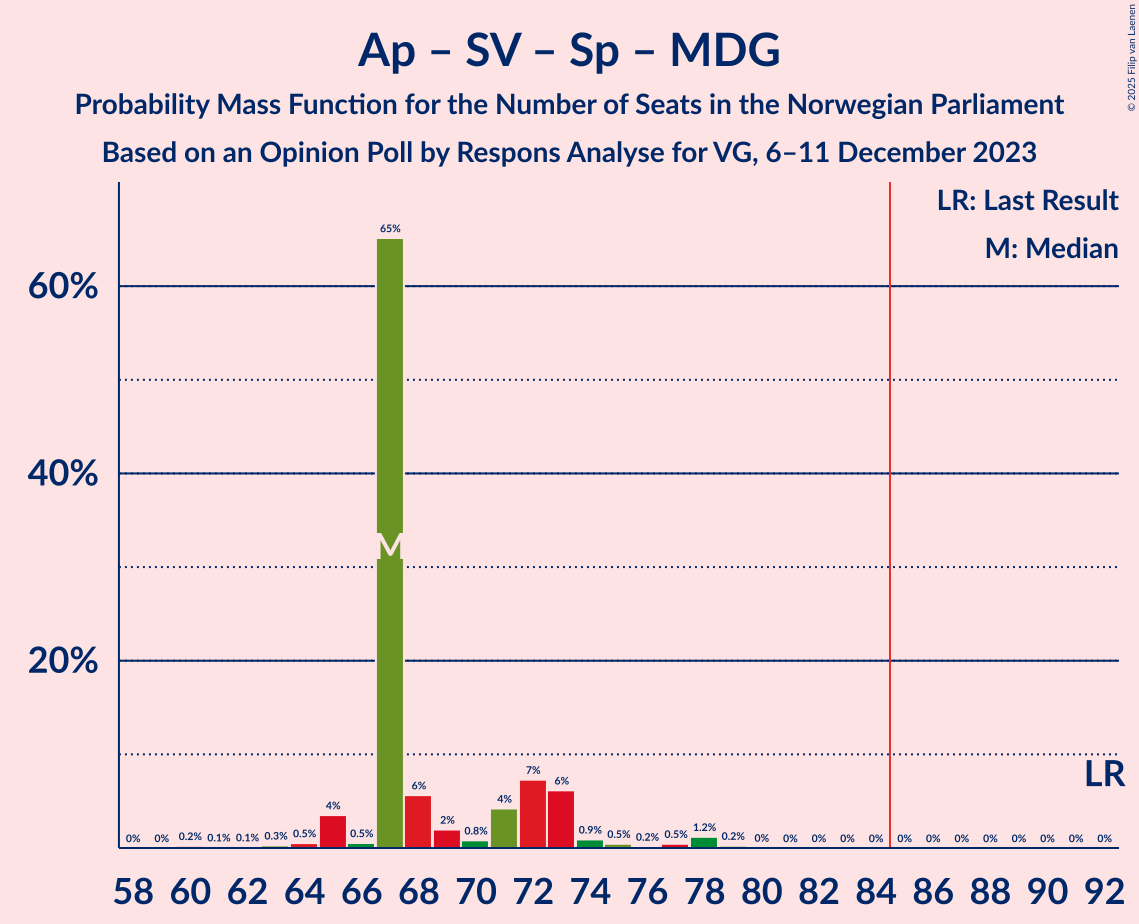 © 2025 Filip van Laenen
Ap – SV – Sp – MDG
Probability Mass Function for the Number of Seats in the Norwegian Parliament
Based on an Opinion Poll by Respons Analyse for VG, 6–11 December 2023
LR: Last Result
M: Median
60%
40%
20%
M
LR
0% 0% 0.2% 0.1% 0.1% 0.3% 0.5% 4% 0.5% 65% 6% 2% 0.8% 4% 7% 6% 0.9% 0.5% 0.2% 0.5% 1.2% 0.2% 0% 0% 0% 0% 0% 0% 0% 0% 0% 0% 0% 0% 0%
58 60 62 64 66 68 70 72 74 76 78 80 82 84 86 88 90 92